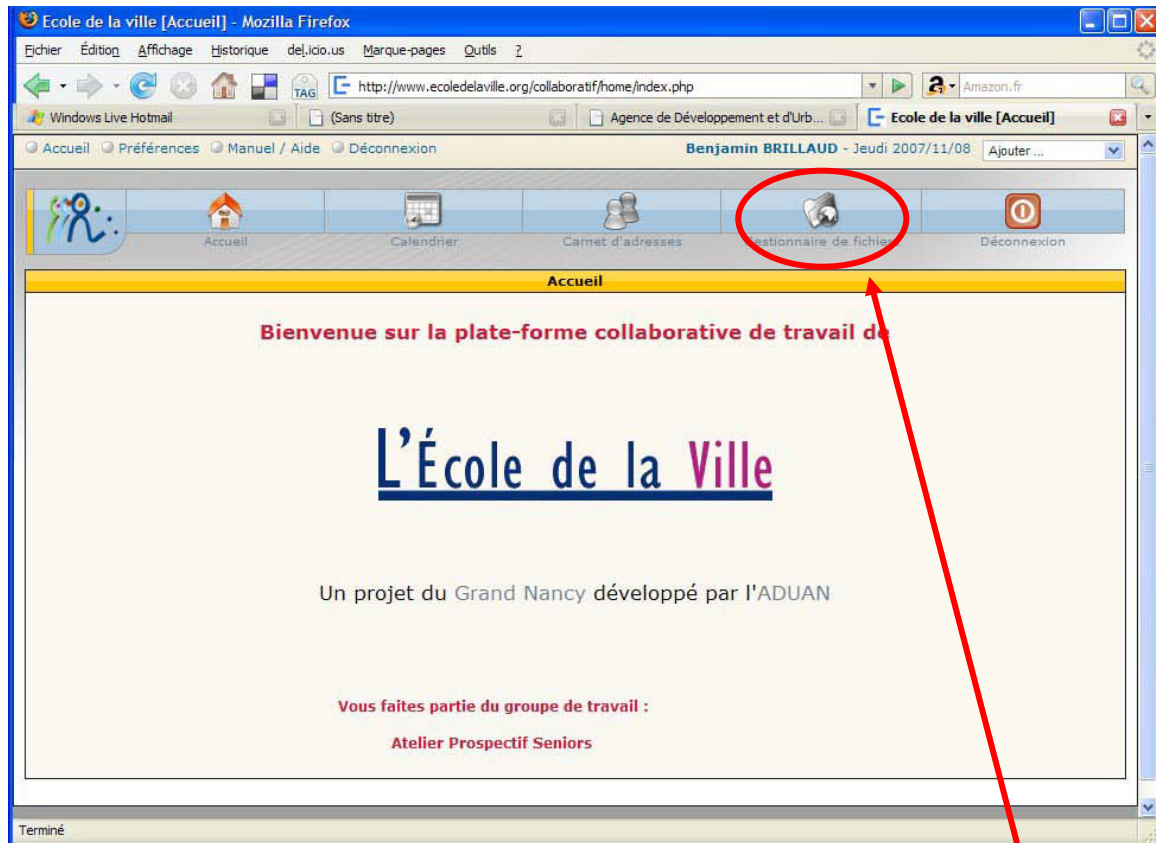 Ecole de la ville [Accueil] - Mozilla Firefox
Fichier Édition Affichage Historique del.icio.us Marque-pages Outils ?
TAG http://www.ecoledelaville.org/collaboratif/home/index.php Amazon.fr
Windows Live Hotmail (Sans titre) Agence de Développement et d'Urb... Ecole de la ville [Accueil]
Accueil Préférences Manuel / Aide Déconnexion Benjamin BRILLAUD - Jeudi 2007/11/08 Ajouter ...
Accueil Calendrier Carnet d'adresses Gestionnaire de fichiers Déconnexion
Accueil
Bienvenue sur la plate-forme collaborative de travail de
L'École de la Ville
Un projet du Grand Nancy développé par l'ADUAN
Vous faites partie du groupe de travail :
Atelier Prospectif Seniors
Terminé